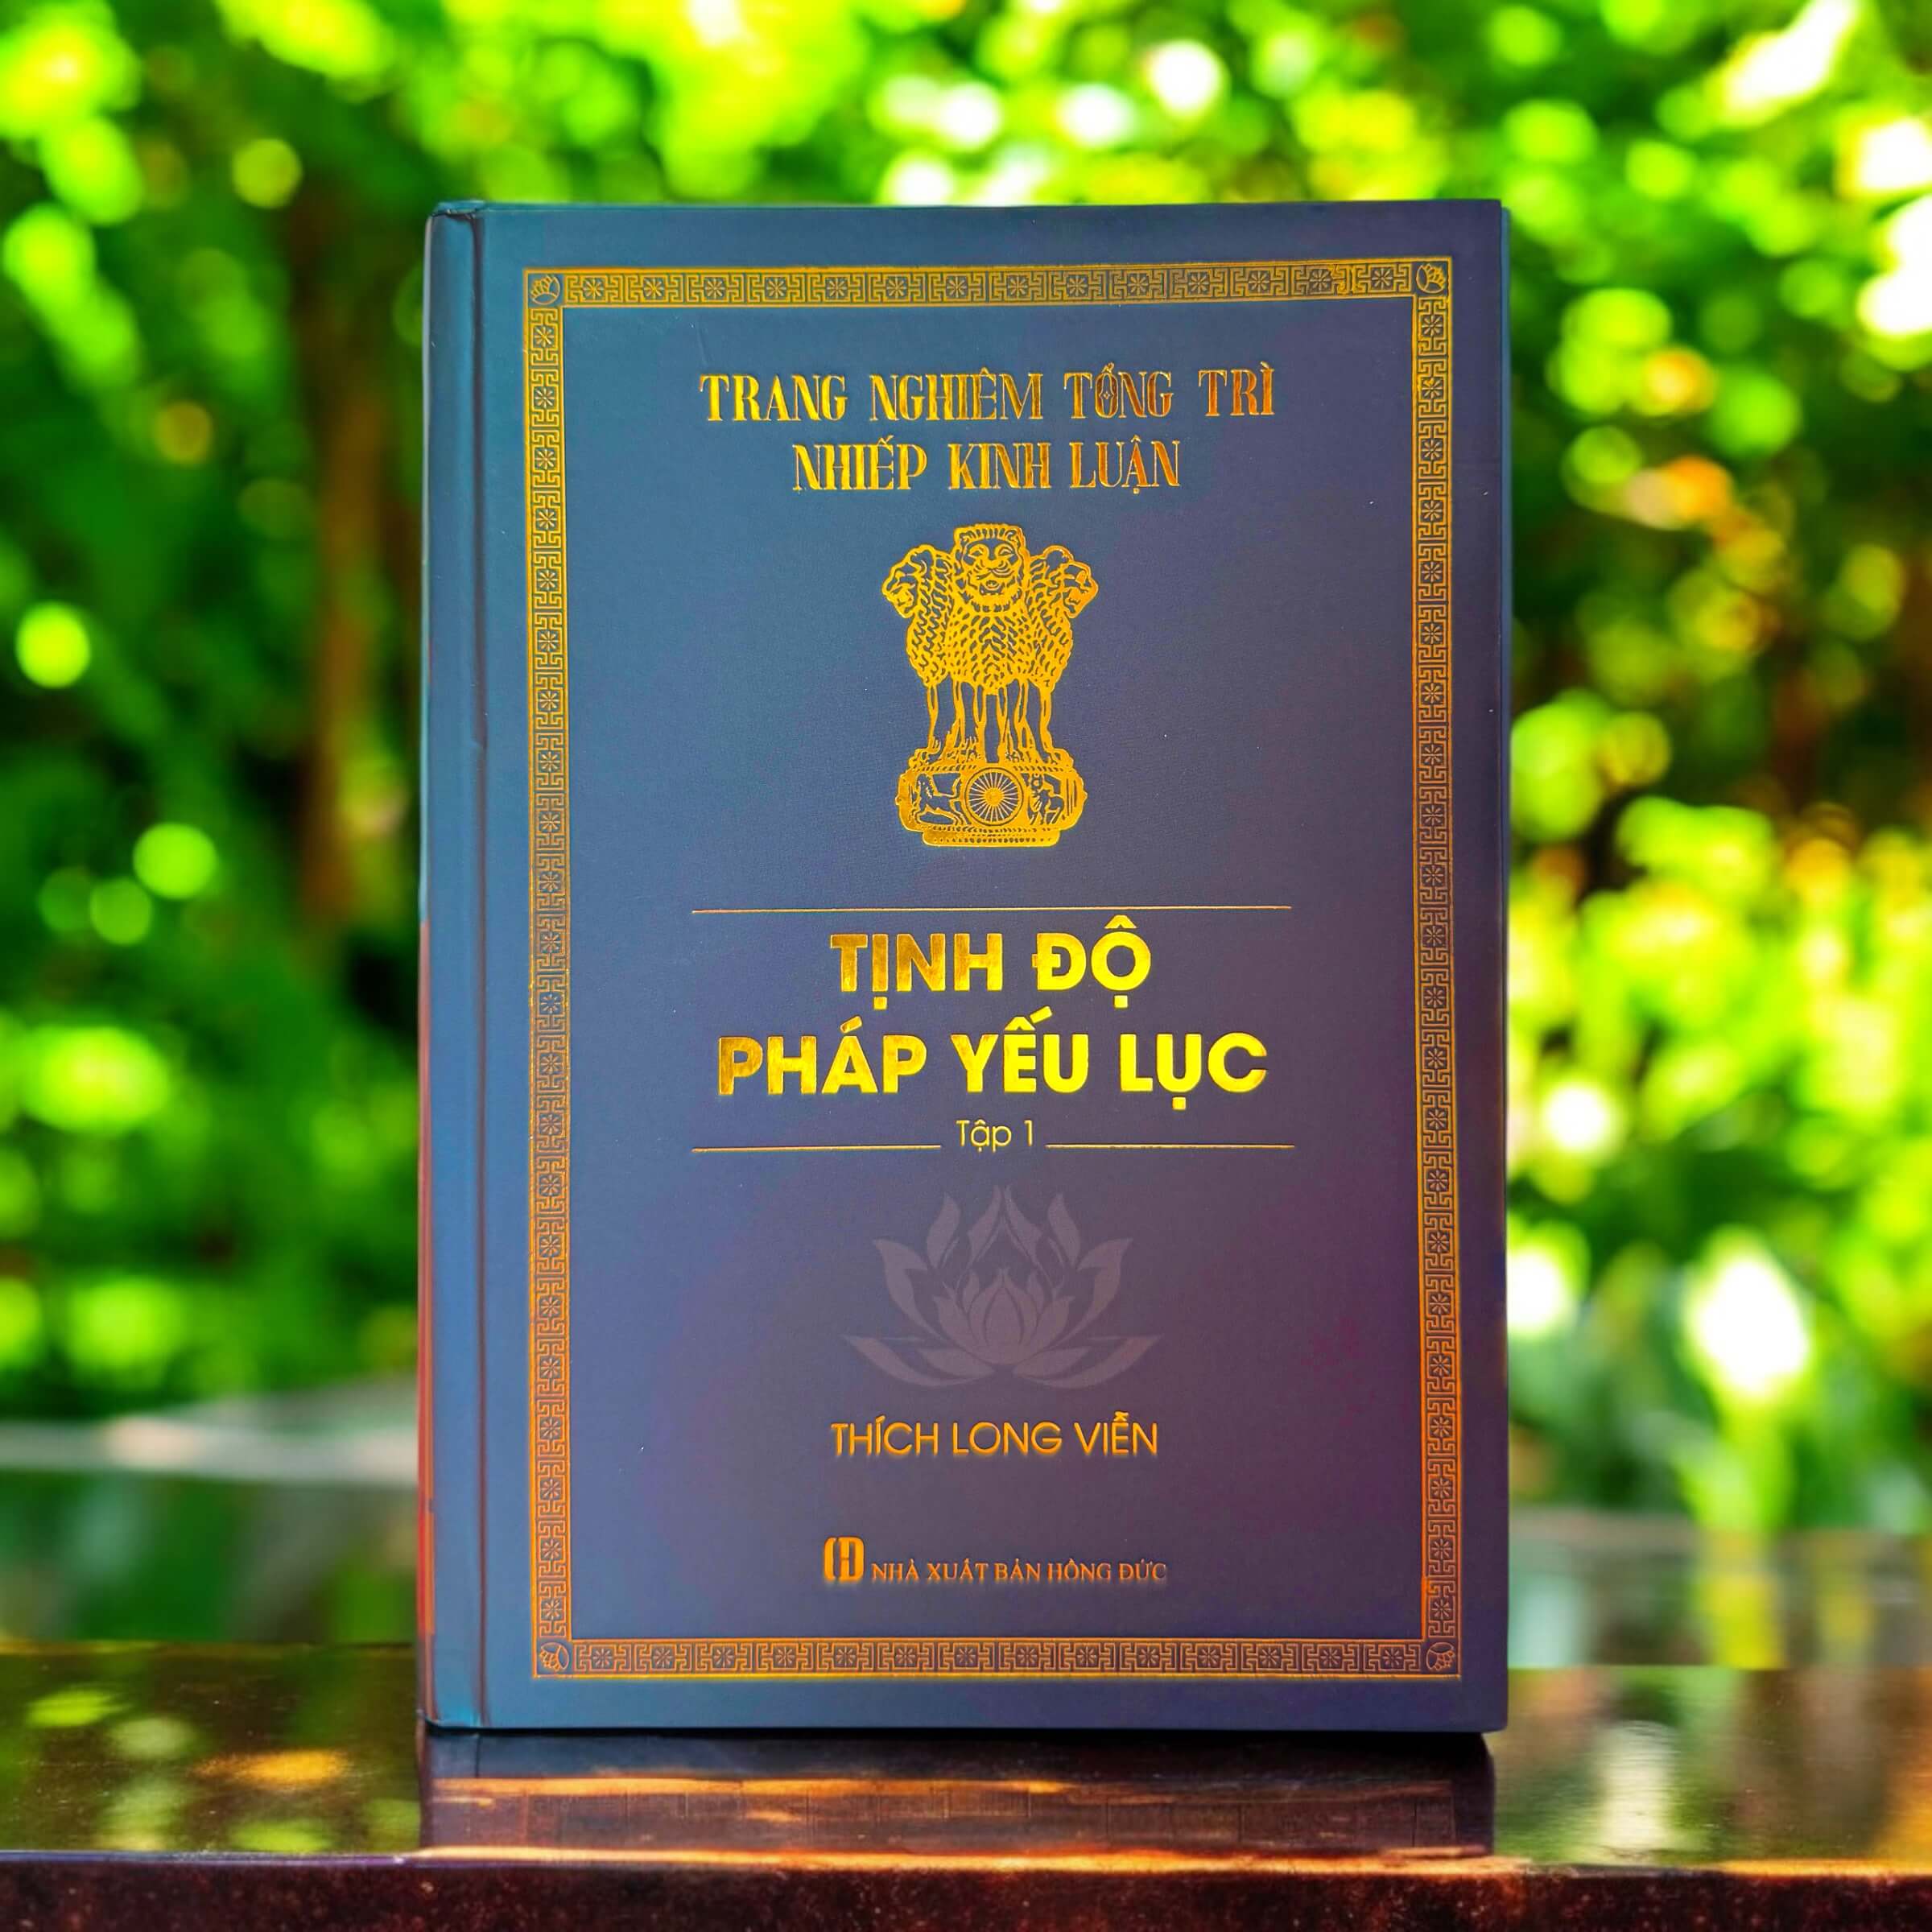 TRANG NGHIÊM TỔNG TRÌ
NHIẾP KINH LUẬN
TỊNH ĐỘ
PHÁP YẾU LỤC
Tập 1
THÍCH LONG VIỄN
NHÀ XUẤT BẢN HỒNG ĐỨC